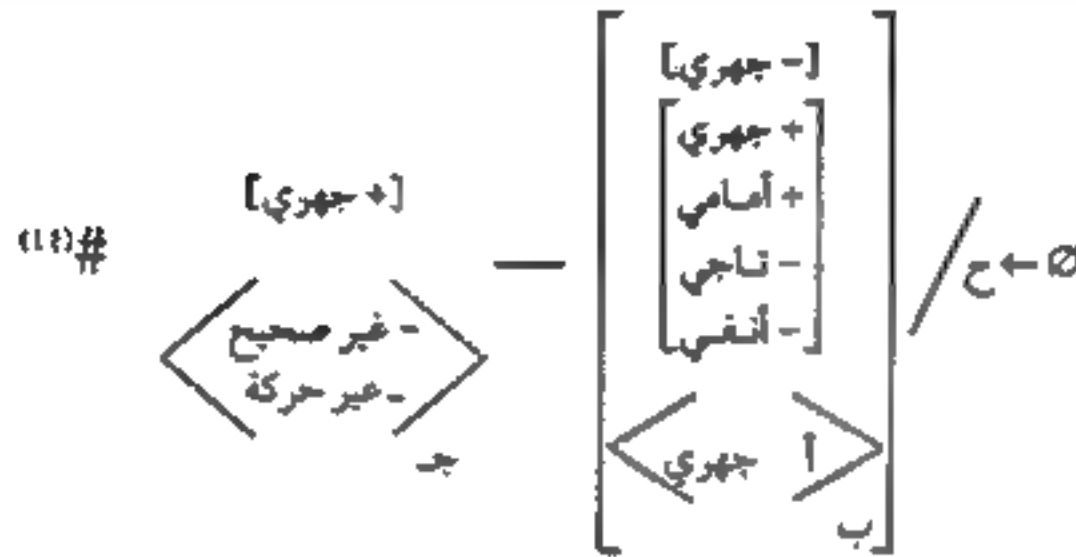 Ø ← ح / [
[- جهري]
+ جهري
+ أمامي
- تاجي
- أنفي
< أ جهري >
] ب
—
[+ جهري]
< - غير صحيح
- غير حركة > جـ
# (١٤)